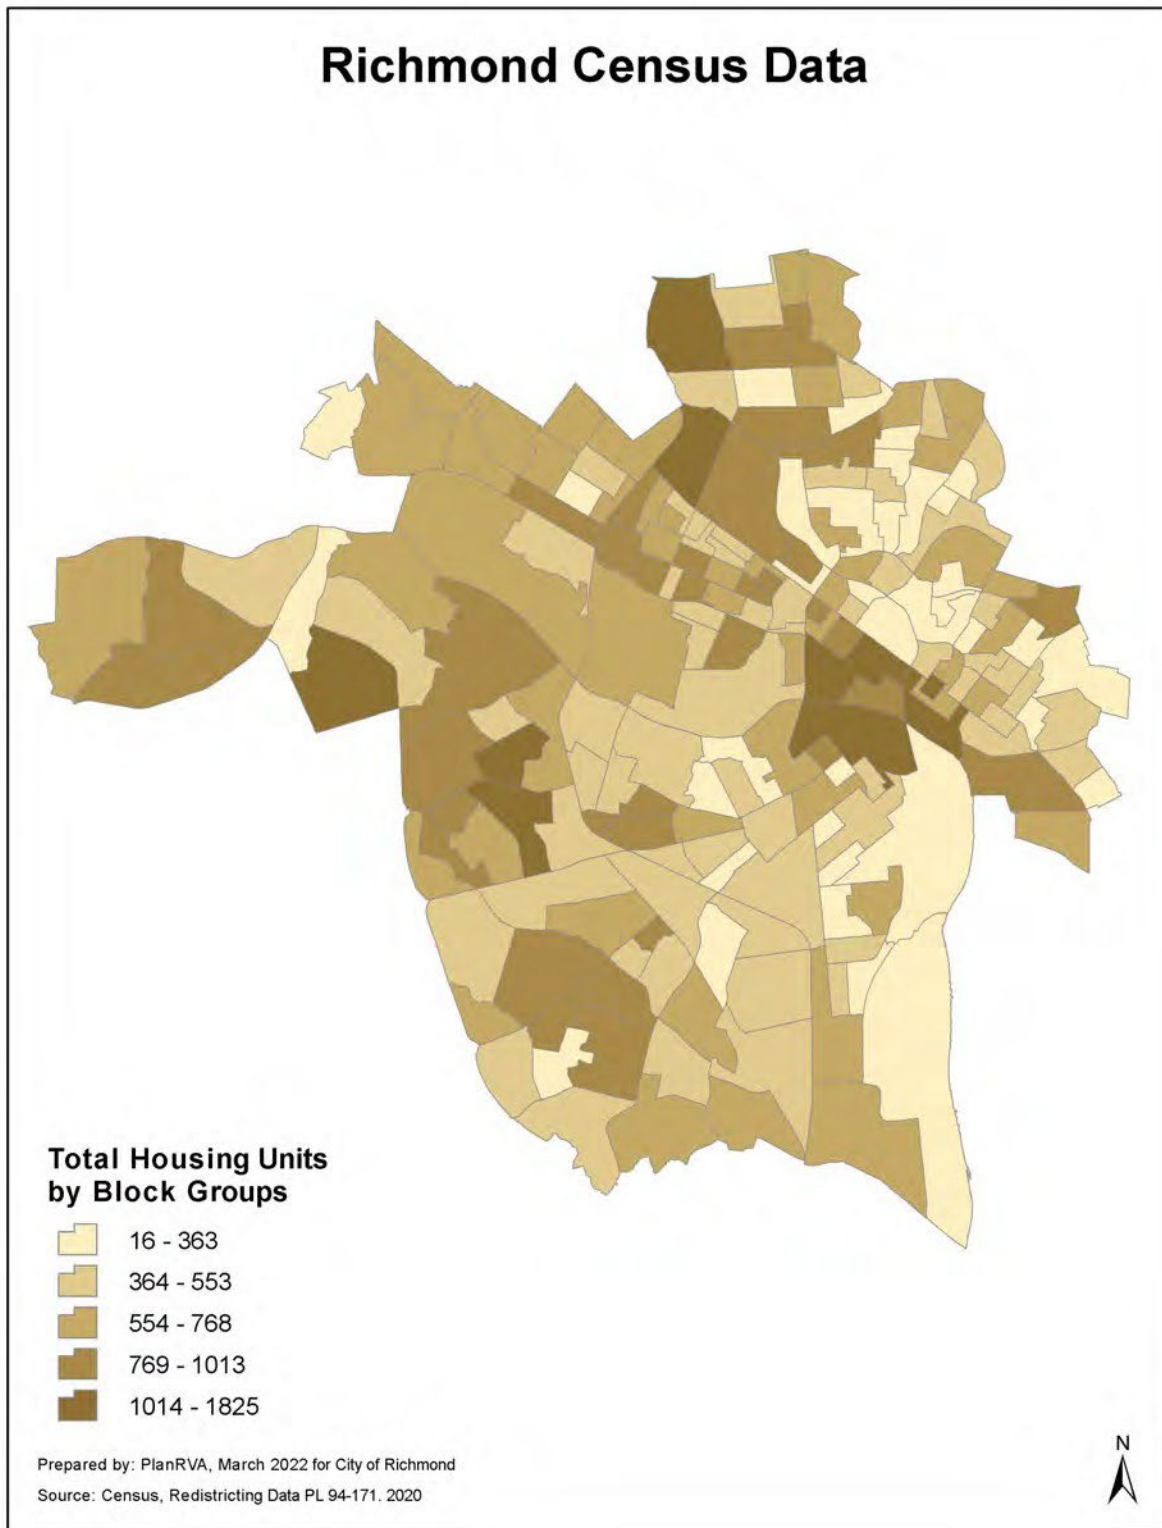 Richmond Census Data
Total Housing Units
by Block Groups
16 - 363
364 - 553
554 - 768
769 - 1013
1014 - 1825
Prepared by: PlanRVA, March 2022 for City of Richmond
Source: Census, Redistricting Data PL 94-171. 2020
N